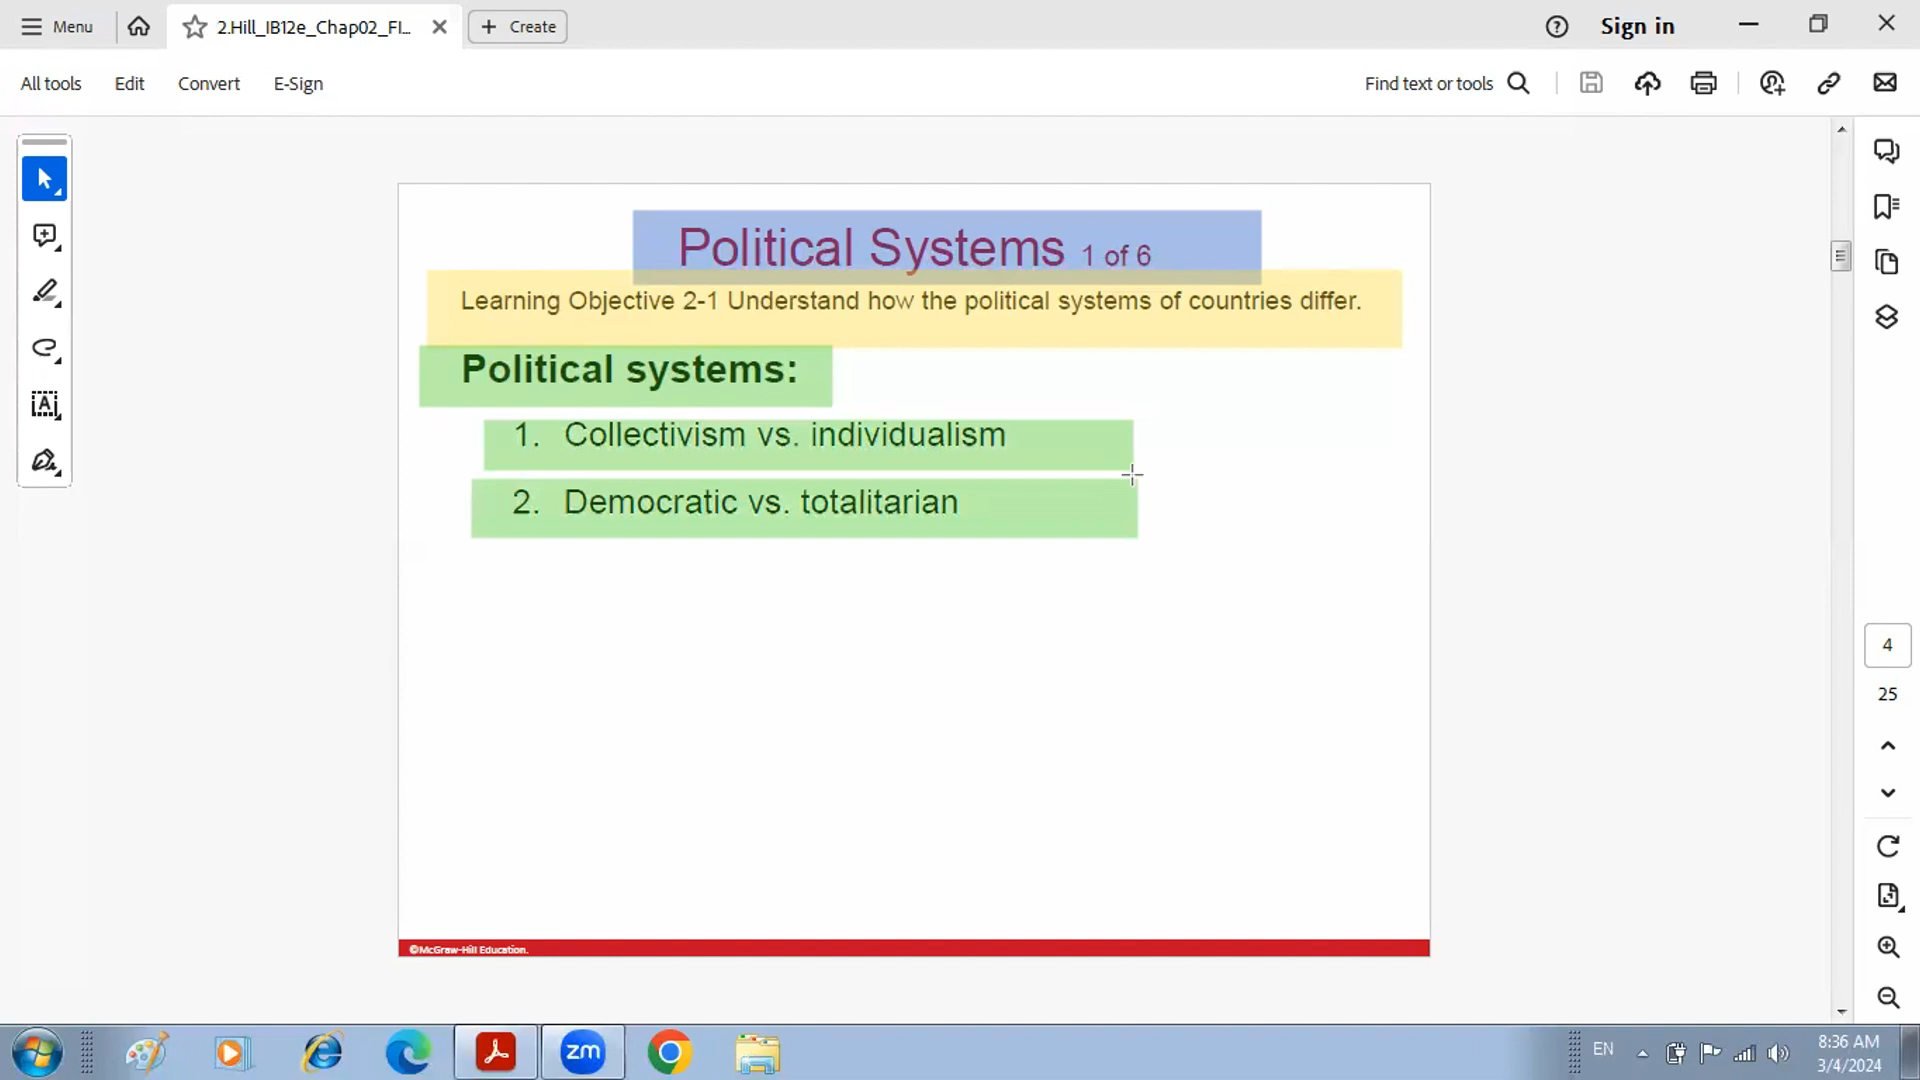 Menu
2.Hill_IB12e_Chap02_FI...
Create
Sign in
All tools
Edit
Convert
E-Sign
Find text or tools
Political Systems 1 of 6
Learning Objective 2-1 Understand how the political systems of countries differ.
Political systems:
1. Collectivism vs. individualism
2. Democratic vs. totalitarian
4
25
©McGraw-Hill Education.
zm
EN
8:36 AM
3/4/2024